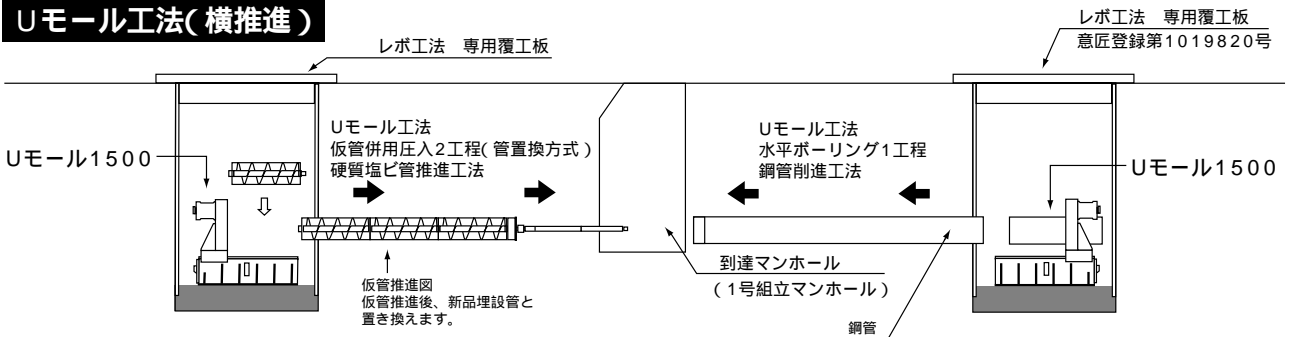 Uモール工法(横推進)
レボ工法 専用覆工板
レボ工法 専用覆工板
意匠登録第1019820号
Uモール1500
Uモール工法
仮管併用圧入2工程(管置換方式)
硬質塩ビ管推進工法
Uモール工法
水平ボーリング1工程
鋼管削進工法
Uモール1500
仮管推進図
仮管推進後、新品埋設管と
置き換えます。
到達マンホール
(1号組立マンホール)
鋼管